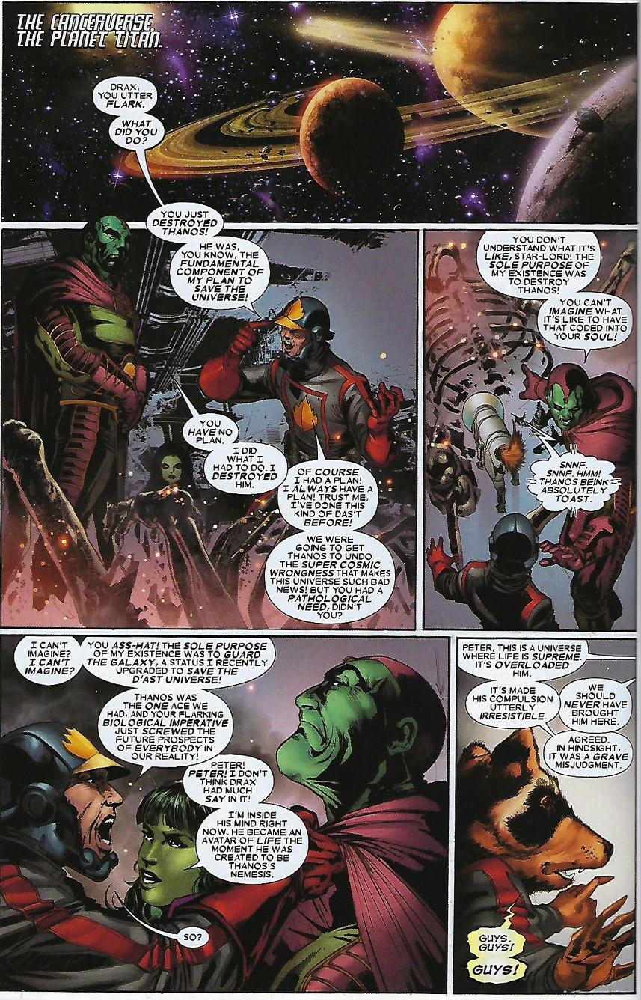 THE CANCERVERSE.
THE PLANET TITAN.
DRAX,
YOU UTTER
FLARK.
WHAT
DID YOU
DO?
YOU JUST
DESTROYED
THANOS!
HE WAS,
YOU KNOW, THE
FUNDAMENTAL
COMPONENT OF
MY PLAN TO
SAVE THE
UNIVERSE!
YOU
HAVE NO
PLAN.
I DID
WHAT I
HAD TO DO. I
DESTROYED
HIM.
OF COURSE
I HAD A PLAN!
I ALWAYS HAVE A
PLAN! TRUST ME,
I'VE DONE THIS
KIND OF DAS'T
BEFORE!
WE WERE
GOING TO GET
THANOS TO UNDO
THE SUPER COSMIC
WRONGNESS THAT MAKES
THIS UNIVERSE SUCH BAD
NEWS! BUT YOU HAD A
PATHOLOGICAL
NEED, DIDN'T
YOU?
YOU DON'T
UNDERSTAND WHAT IT'S
LIKE, STAR-LORD! THE
SOLE PURPOSE OF
MY EXISTENCE WAS
TO DESTROY
THANOS!
YOU CAN'T
IMAGINE WHAT
IT'S LIKE TO HAVE
THAT CODED INTO
YOUR SOUL!
SNNF.
SNNF. HMM!
THANOS BEINK
ABSOLUTELY
TOAST.
I CAN'T
IMAGINE?
I CAN'T
IMAGINE?
YOU ASS-HAT! THE SOLE PURPOSE
OF MY EXISTENCE WAS TO GUARD
THE GALAXY, A STATUS I RECENTLY
UPGRADED TO SAVE THE
D'AST UNIVERSE!
THANOS WAS
THE ONE ACE WE
HAD, AND YOUR FLARKING
BIOLOGICAL IMPERATIVE
JUST SCREWED THE
FUTURE PROSPECTS
OF EVERYBODY IN
OUR REALITY!
PETER!
PETER! I DON'T
THINK DRAX
HAD MUCH
SAY IN IT!
I'M INSIDE
HIS MIND RIGHT
NOW. HE BECAME AN
AVATAR OF LIFE THE
MOMENT HE WAS
CREATED TO BE
THANOS'S
NEMESIS.
SO?
PETER, THIS IS A UNIVERSE
WHERE LIFE IS SUPREME.
IT'S OVERLOADED
HIM.
IT'S MADE
HIS COMPULSION
UTTERLY
IRRESISTIBLE.
WE
SHOULD
NEVER HAVE
BROUGHT
HIM HERE.
AGREED.
IN HINDSIGHT,
IT WAS A GRAVE
MISJUDGMENT.
GUYS.
GUYS!
GUYS!